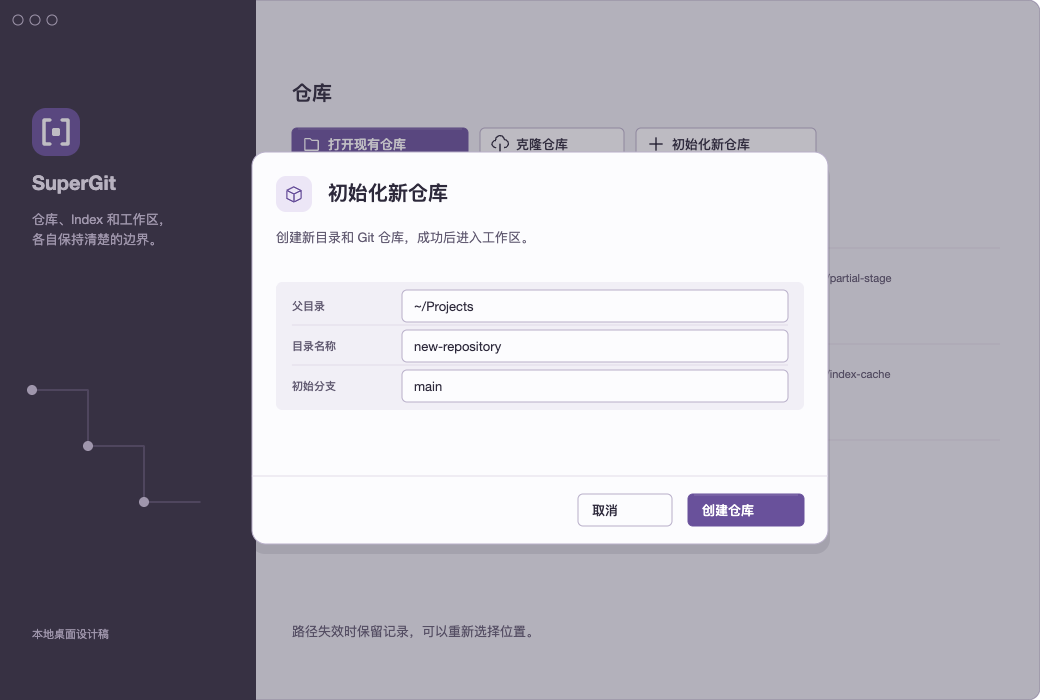 SuperGit
仓库、Index 和工作区，
各自保持清楚的边界。
本地桌面设计稿
仓库
打开现有仓库
克隆仓库
初始化新仓库
/partial-stage
/index-cache
初始化新仓库
创建新目录和 Git 仓库，成功后进入工作区。
父目录
~/Projects
目录名称
new-repository
初始分支
main
取消
创建仓库
路径失效时保留记录，可以重新选择位置。